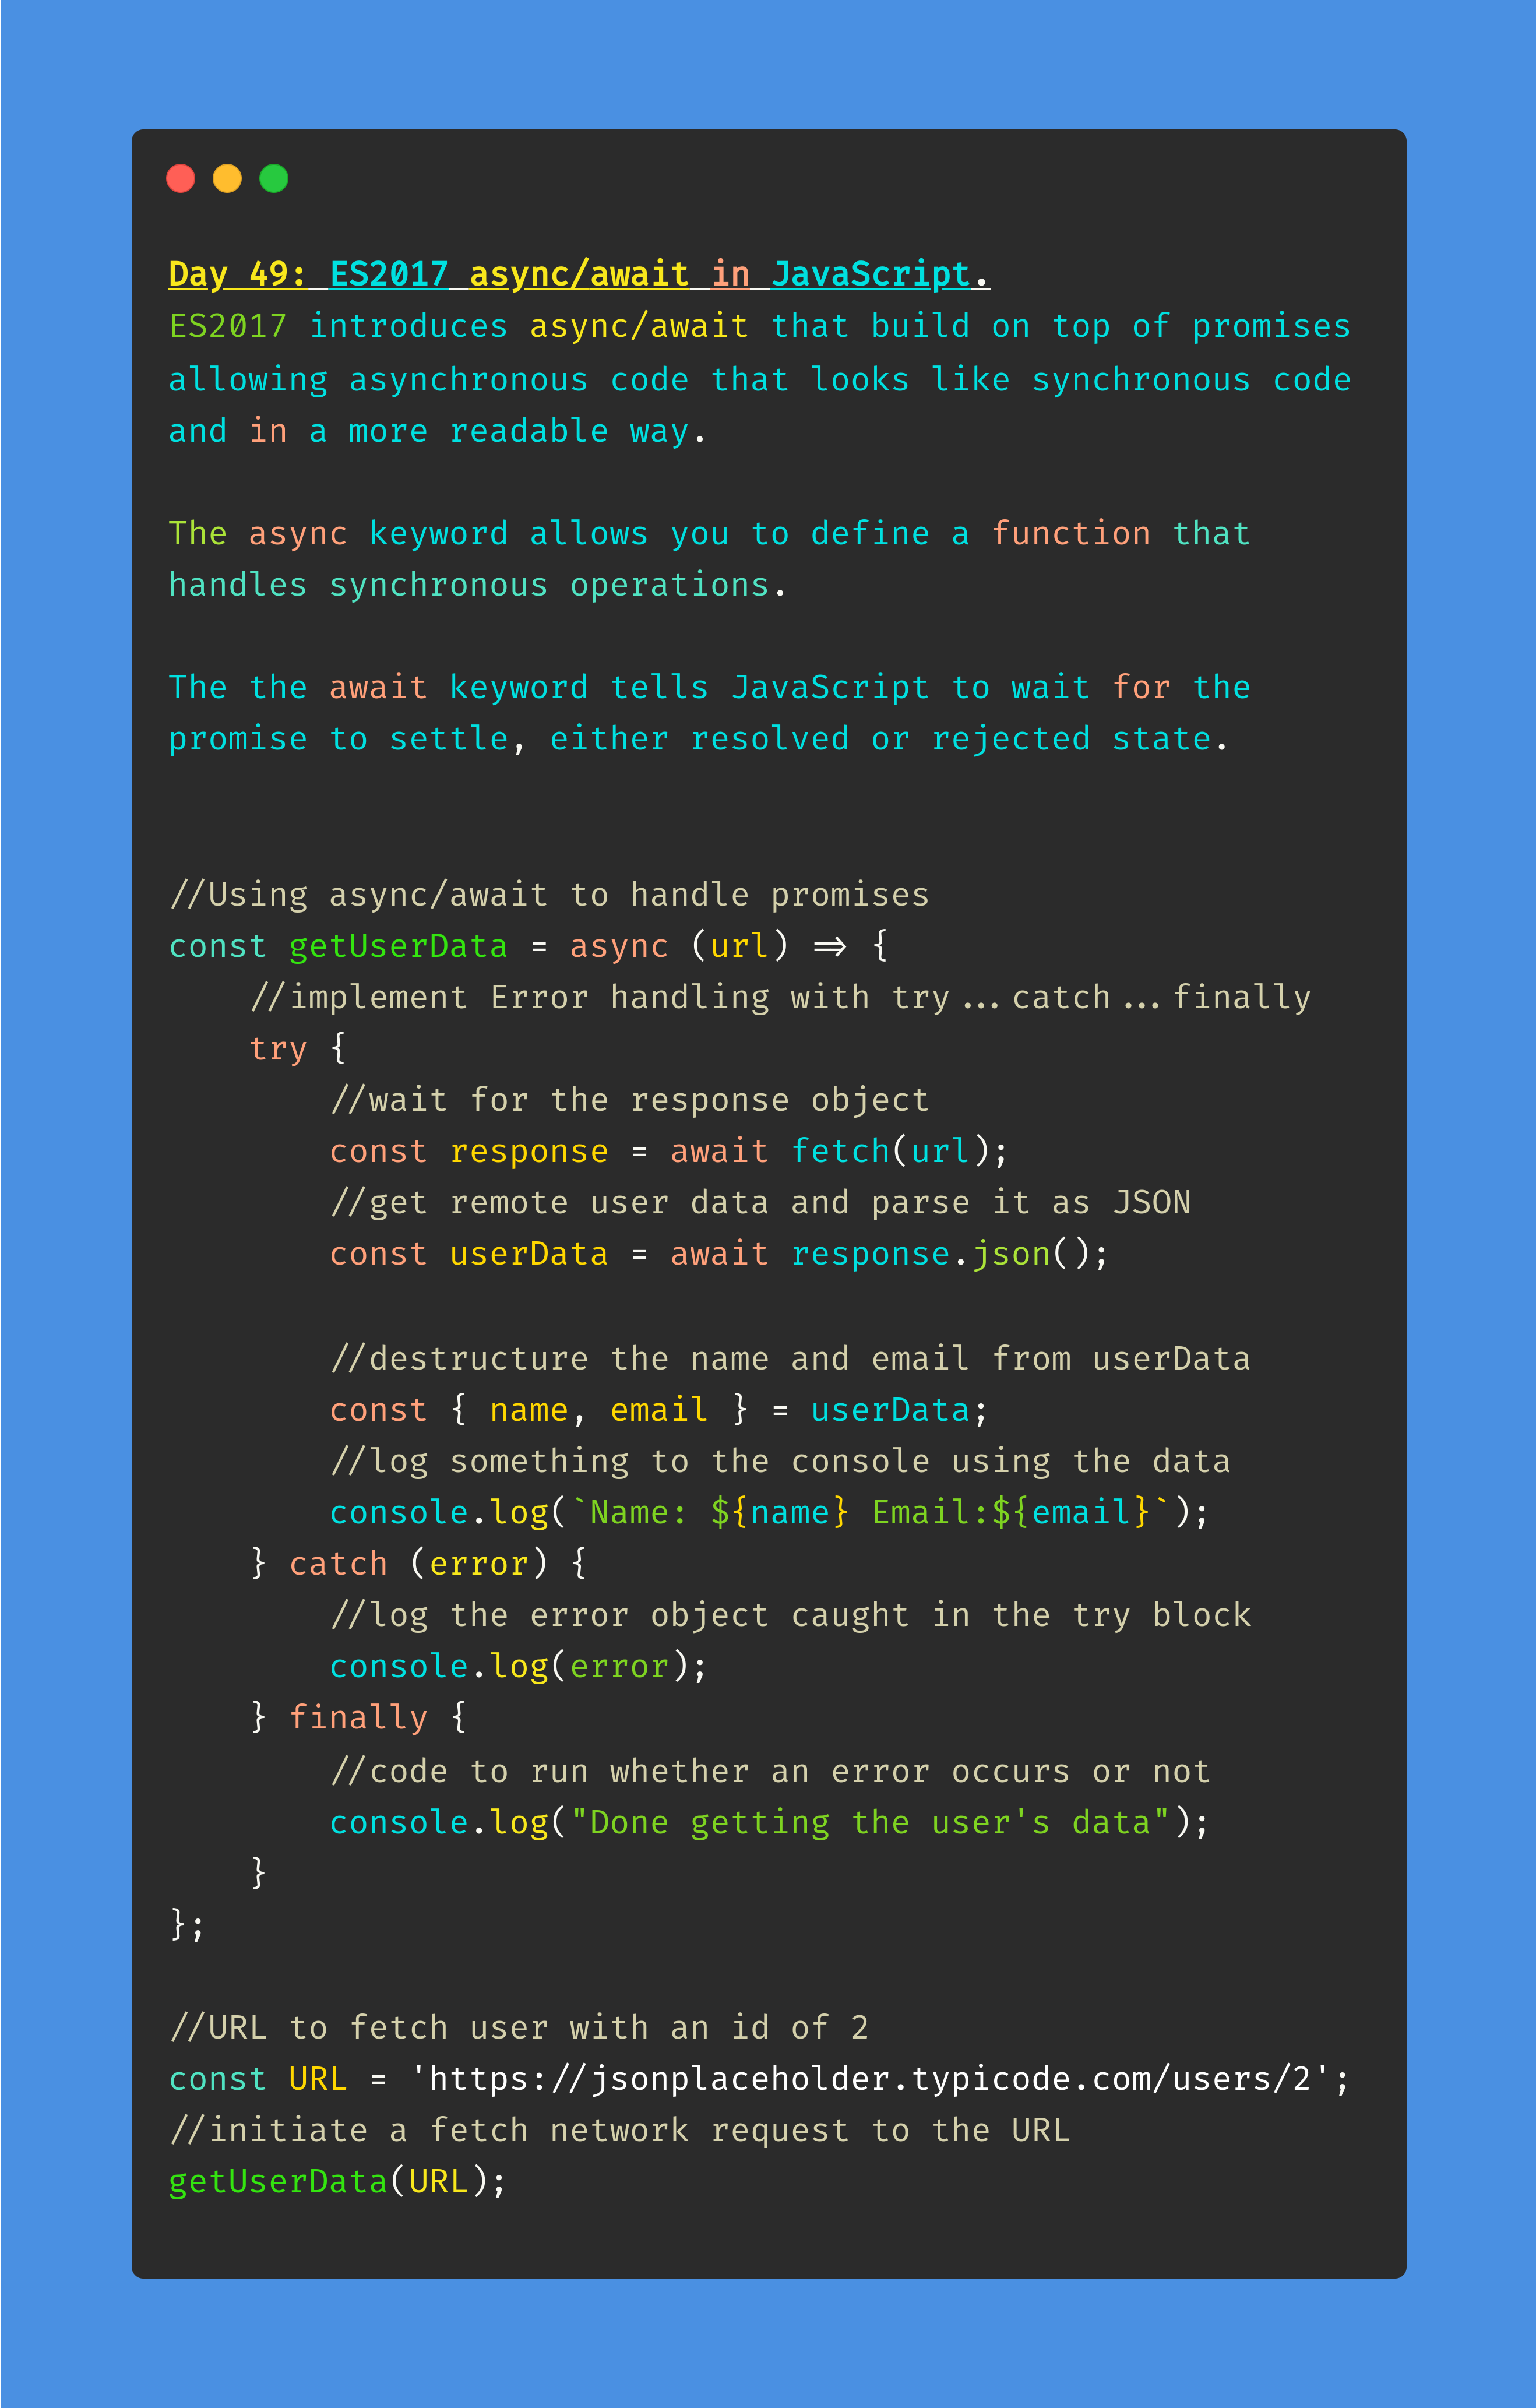 Day 49: ES2017 async/await in JavaScript.
ES2017 introduces async/await that build on top of promises
allowing asynchronous code that looks like synchronous code
and in a more readable way.

The async keyword allows you to define a function that
handles synchronous operations.

The the await keyword tells JavaScript to wait for the
promise to settle, either resolved or rejected state.

//Using async/await to handle promises
const getUserData = async (url) => {
    //implement Error handling with try...catch...finally
    try {
        //wait for the response object
        const response = await fetch(url);
        //get remote user data and parse it as JSON
        const userData = await response.json();

        //destructure the name and email from userData
        const { name, email } = userData;
        //log something to the console using the data
        console.log(`Name: ${name} Email:${email}`);
    } catch (error) {
        //log the error object caught in the try block
        console.log(error);
    } finally {
        //code to run whether an error occurs or not
        console.log("Done getting the user's data");
    }
};

//URL to fetch user with an id of 2
const URL = 'https://jsonplaceholder.typicode.com/users/2';
//initiate a fetch network request to the URL
getUserData(URL);